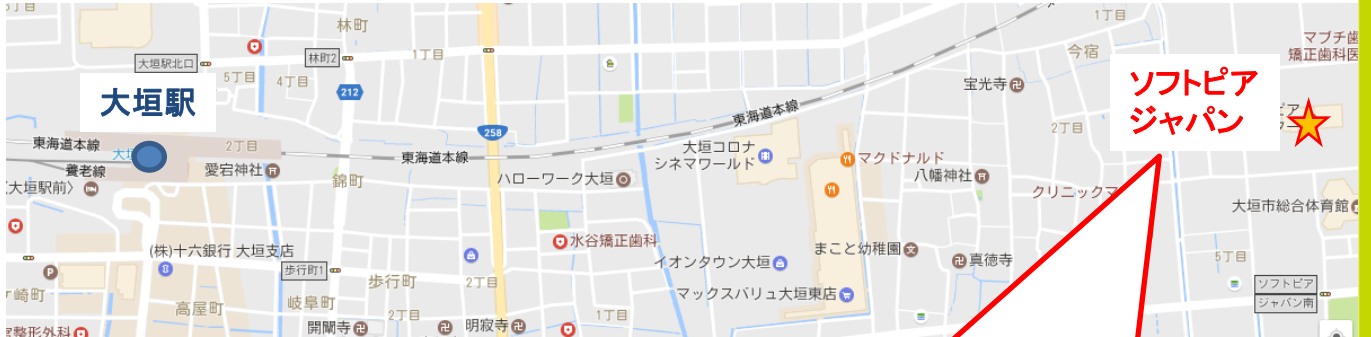 丁目
林町
1丁目
大垣駅北口
林町2
1丁目
5丁目
4丁目
212
大垣駅
258
東海道本線
今宿
宝光寺
2丁目
マブチ歯
矯正歯科医
ソフトピア
ジャパン
ピア
東海道本線
養老線
2丁目
愛宕神社
錦町
東海道本線
ハローワーク大垣
大垣コロナ
シネマワールド
マクドナルド
八幡神社
クリニックマ
大垣市総合体育館
大垣駅前〉
(株)十六銀行 大垣支店
水谷矯正歯科
イオンタウン大垣
まこと幼稚園
真徳寺
5丁目
P
歩行町1
歩行町
2丁目
マックスバリュ大垣東店
ソフトピア
ジャパン南
崎町
高屋町
岐阜町
2丁目
1丁目
開闡寺
明寂寺
整形外科